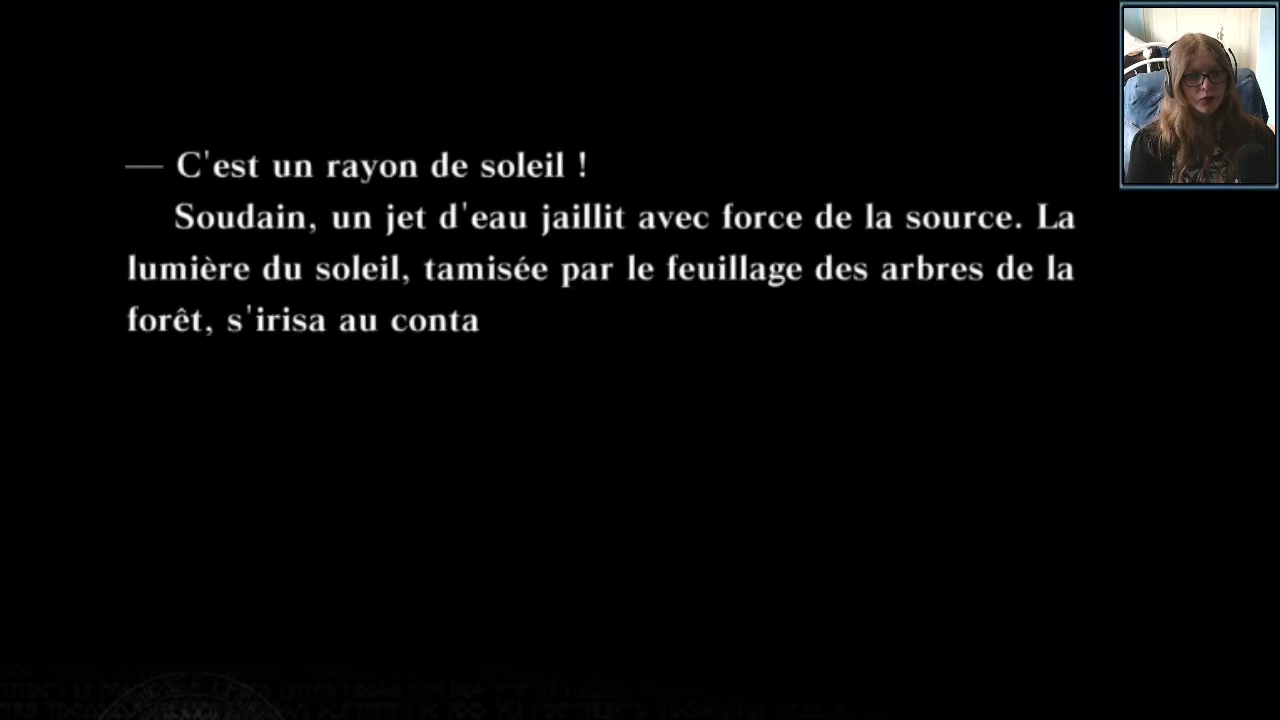 — C'est un rayon de soleil !
Soudain, un jet d'eau jaillit avec force de la source. La
lumière du soleil, tamisée par le feuillage des arbres de la
forêt, s'irisa au conta